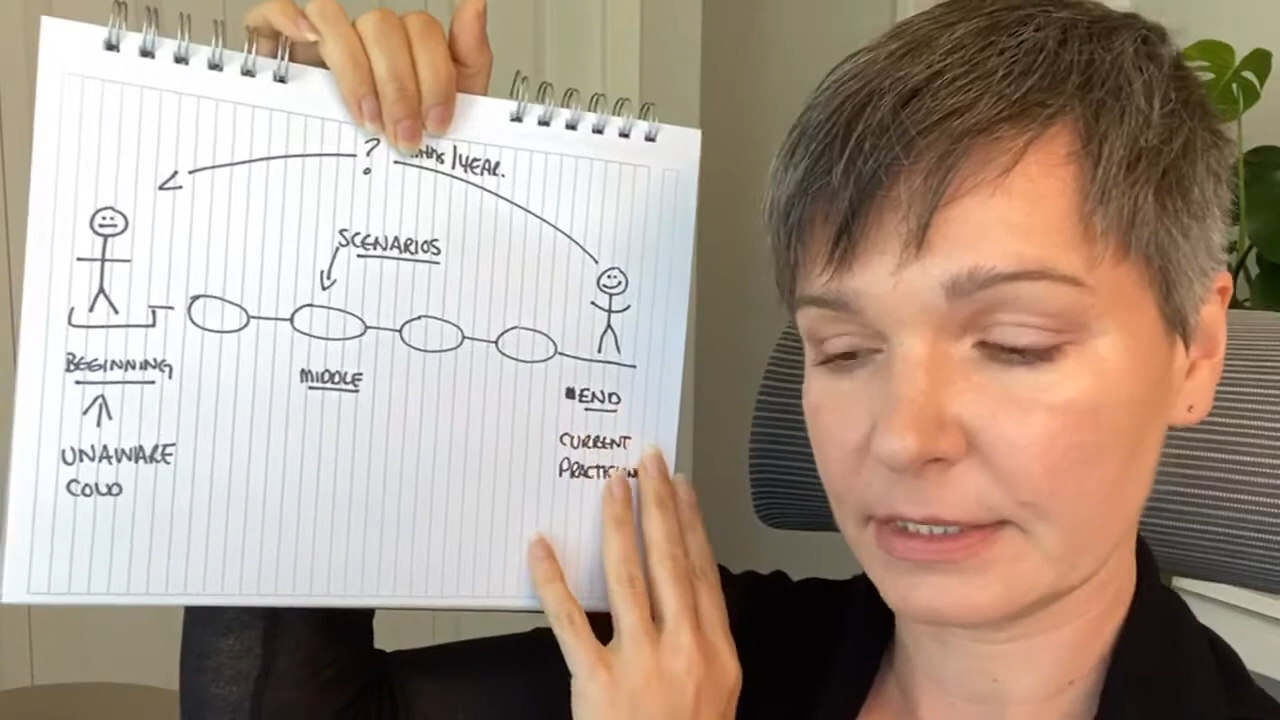 ? /YEAR.
SCENARIOS
BEGINNING
MIDDLE
END
UNAWARE
COLD
CURRENT